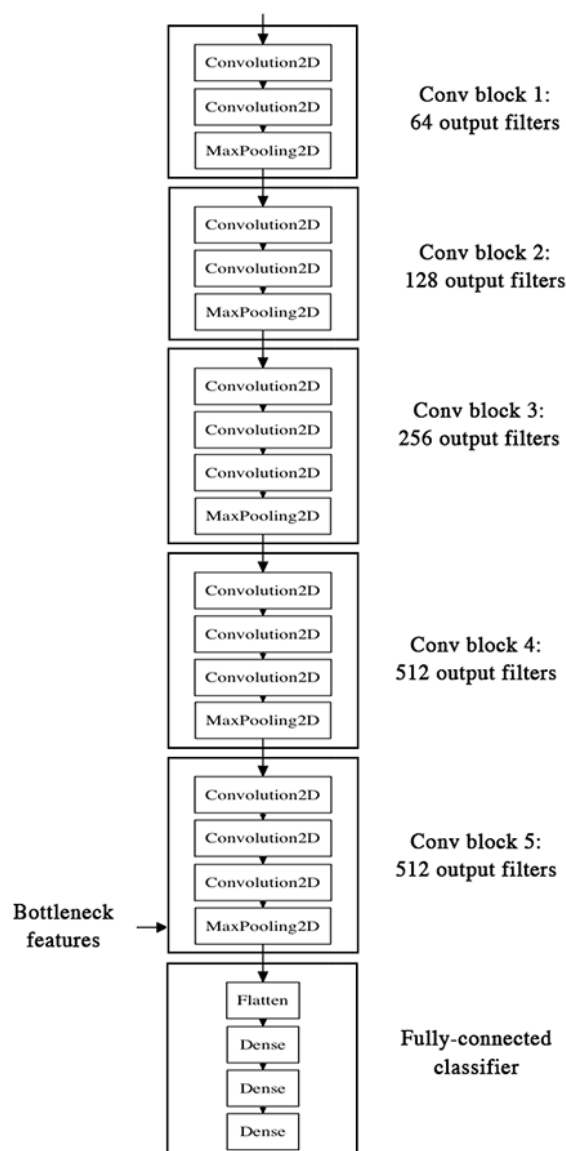 Convolution2D
Convolution2D
MaxPooling2D
Conv block 1:
64 output filters
Convolution2D
Convolution2D
MaxPooling2D
Conv block 2:
128 output filters
Convolution2D
Convolution2D
Convolution2D
MaxPooling2D
Conv block 3:
256 output filters
Convolution2D
Convolution2D
Convolution2D
MaxPooling2D
Conv block 4:
512 output filters
Convolution2D
Convolution2D
Convolution2D
MaxPooling2D
Conv block 5:
512 output filters
Bottleneck
features
Flatten
Dense
Dense
Dense
Fully-connected
classifier